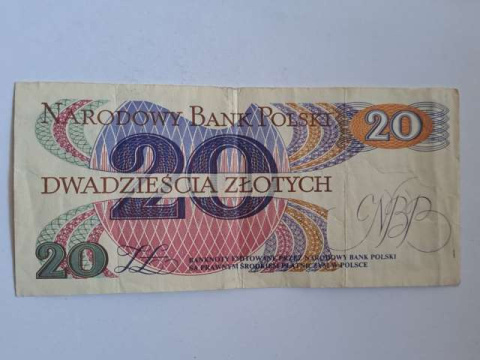 NARODOWY BANK POLSKI
20
20
DWADZIEŚCIA ZŁOTYCH
NBP
20
BANKNOTY EMITOWANE PRZEZ NARODOWY BANK POLSKI
SĄ PRAWNYM ŚRODKIEM PŁATNICZYM W POLSCE